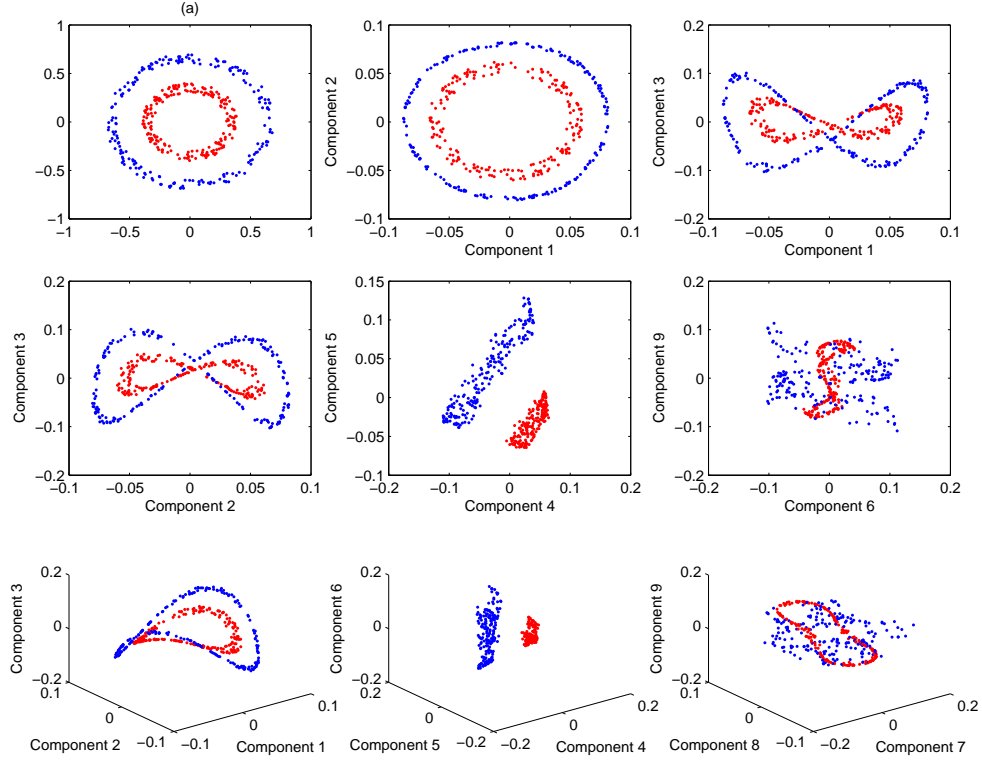 (a)
1
0.5
0
−0.5
−1
−1 −0.5 0 0.5 1
Component 2
0.1
0.05
0
−0.05
−0.1
−0.1 −0.05 0 0.05 0.1
Component 1
Component 3
0.2
0.1
0
−0.1
−0.2
−0.1 −0.05 0 0.05 0.1
Component 1
Component 3
0.2
0.1
0
−0.1
−0.2
−0.1 −0.05 0 0.05 0.1
Component 2
Component 5
0.15
0.1
0.05
0
−0.05
−0.1
−0.2 −0.1 0 0.1 0.2
Component 4
Component 9
0.2
0.1
0
−0.1
−0.2
−0.2 −0.1 0 0.1 0.2
Component 6
Component 3
0.2
0
−0.2
0.1
0
−0.1
Component 2
−0.1
0
0.1
Component 1
Component 6
0.2
0
−0.2
0.2
0
−0.2
Component 5
−0.2
0
0.2
Component 4
Component 9
0.2
0
−0.2
0.1
0
−0.1
Component 8
−0.2
0
0.2
Component 7